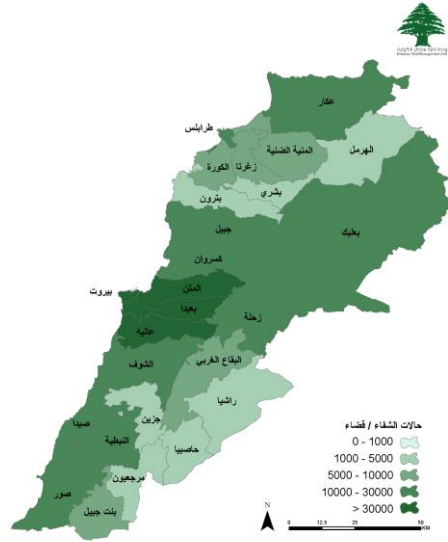 عكار
طرابلس
المنية الضنية
الهرمل
زغرتا
الكورة
بشري
بترون
جبيل
بعلبك
كسروان
المتن
بيروت
بعبدا
زحلة
عاليه
البقاع الغربي
الشوف
راشيا
جزين
صيدا
حاصبيا
النبطية
مرجعيون
صور
بنت جبيل
حالات الشفاء / قضاء
0 - 1000
1000 - 5000
5000 - 10000
10000 - 30000
> 30000
N
0 12.5 25 50
KM